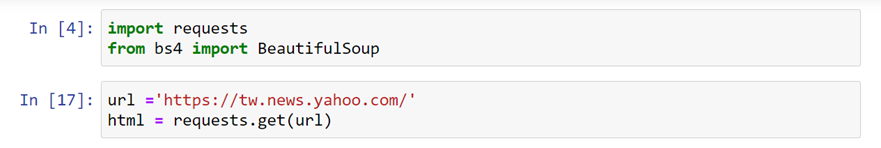 In [4]: import requests
from bs4 import BeautifulSoup
In [17]: url ='https://tw.news.yahoo.com/'
html = requests.get(url)